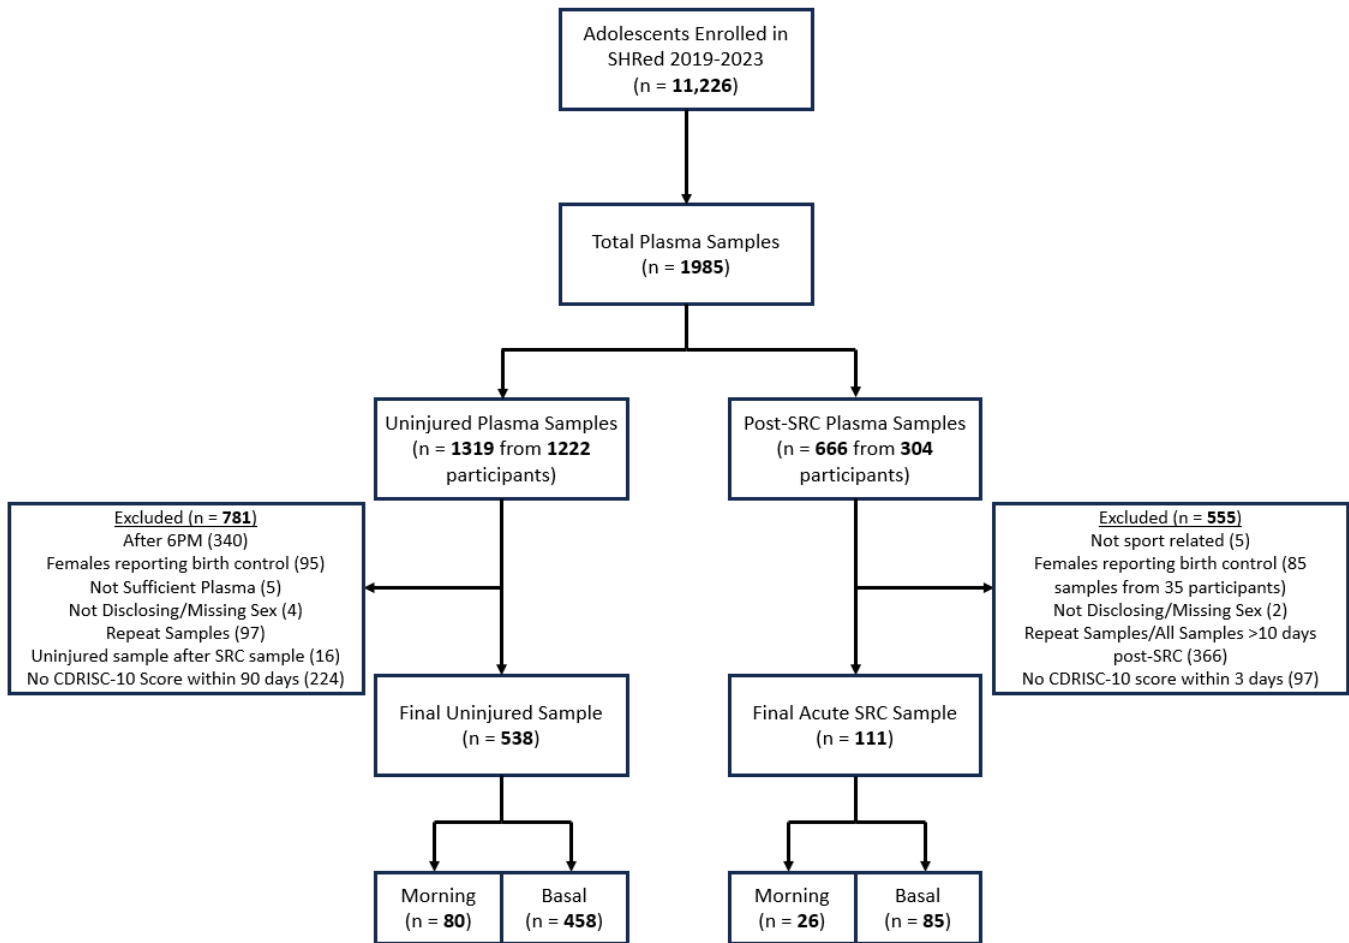 Adolescents Enrolled in
SHRed 2019-2023
(n = 11,226)
Total Plasma Samples
(n = 1985)
Uninjured Plasma Samples
(n = 1319 from 1222
participants)
Post-SRC Plasma Samples
(n = 666 from 304
participants)
Excluded (n = 781)
After 6PM (340)
Females reporting birth control (95)
Not Sufficient Plasma (5)
Not Disclosing/Missing Sex (4)
Repeat Samples (97)
Uninjured sample after SRC sample (16)
No CDRISC-10 Score within 90 days (224)
Excluded (n = 555)
Not sport related (5)
Females reporting birth control (85
samples from 35 participants)
Not Disclosing/Missing Sex (2)
Repeat Samples/All Samples >10 days
post-SRC (366)
No CDRISC-10 score within 3 days (97)
Final Uninjured Sample
(n = 538)
Final Acute SRC Sample
(n = 111)
Morning
(n = 80)
Basal
(n = 458)
Morning
(n = 26)
Basal
(n = 85)